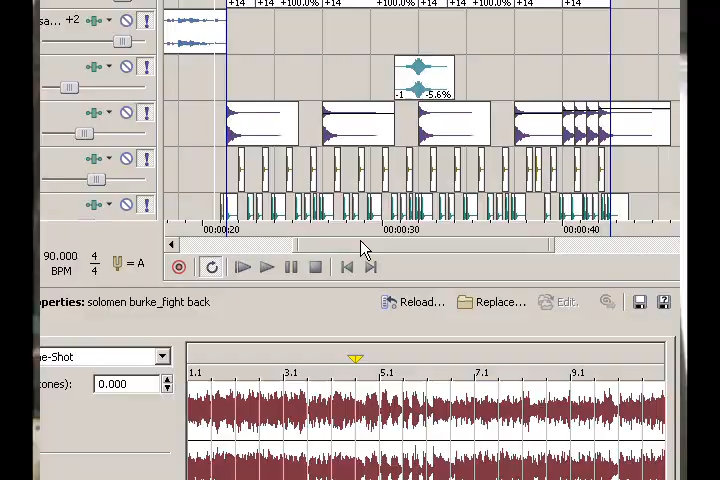 +14 +14 +100.0% +14 +100.0% +14 +14 +100.0% +14 +14
sa... +2
-1 -5.6%
00:00:20 00:00:30 00:00:40
90.000 4 = A
BPM 4
operties: solomen burke_fight back Reload... Replace... Edit.
e-Shot
1.1 3.1 5.1 7.1 9.1
tones): 0.000